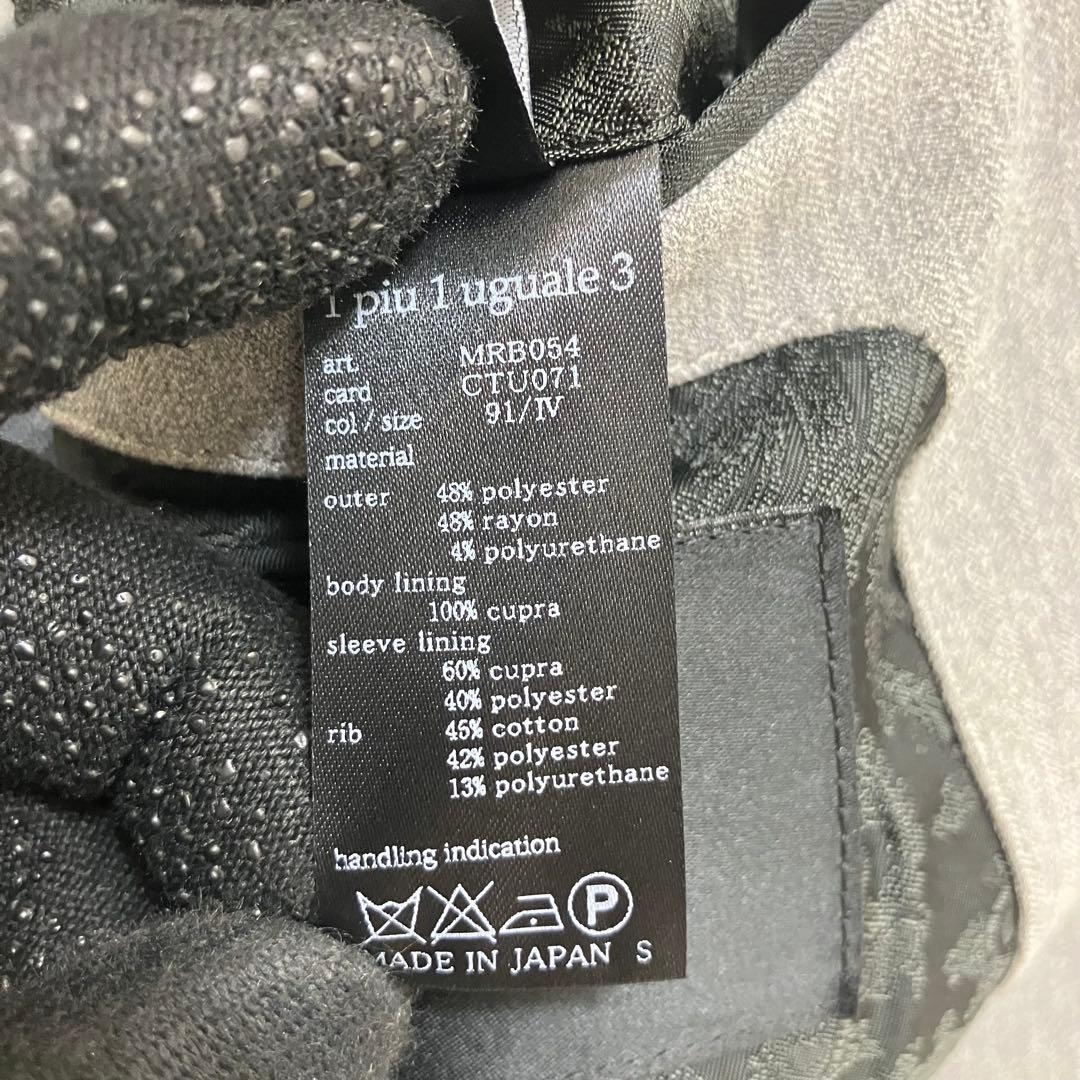 1 piu 1 uguale 3
art. MRB054
card CTU071
col/size 91/IV
material
outer 48% polyester
48% rayon
4% polyurethane
body lining
100% cupra
sleeve lining
60% cupra
40% polyester
rib 45% cotton
42% polyester
13% polyurethane
handling indication
P
MADE IN JAPAN S